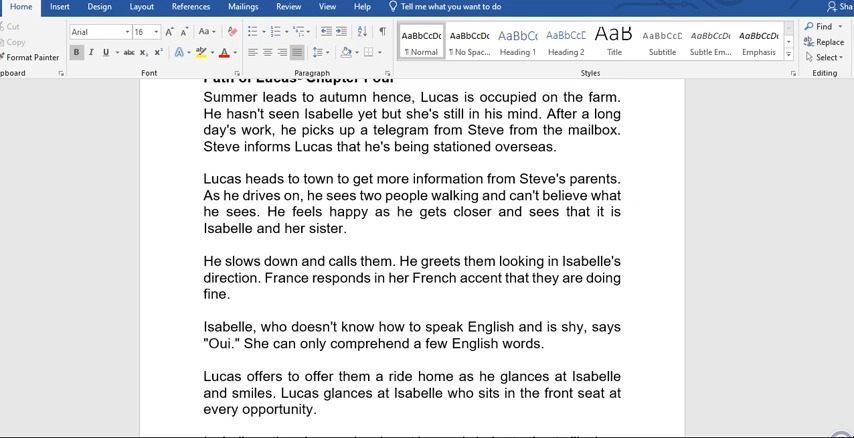 Home Insert Design Layout References Mailings Review View Help Tell me what you want to do Sha
Cut
Copy
Format Painter
pboard
Arial 16
Font
Paragraph
AaBbCcDc AaBbCcDc AaBbCc AaBbCcC AaB AaBbCcD AaBbCcDc AaBbCcDc
¶ Normal ¶ No Spac... Heading 1 Heading 2 Title Subtitle Subtle Em... Emphasis
Styles
Find
Replace
Select
Editing
Path of Lucas- Chapter Four
Summer leads to autumn hence, Lucas is occupied on the farm.
He hasn't seen Isabelle yet but she's still in his mind. After a long
day's work, he picks up a telegram from Steve from the mailbox.
Steve informs Lucas that he's being stationed overseas.
Lucas heads to town to get more information from Steve's parents.
As he drives on, he sees two people walking and can't believe what
he sees. He feels happy as he gets closer and sees that it is
Isabelle and her sister.
He slows down and calls them. He greets them looking in Isabelle's
direction. France responds in her French accent that they are doing
fine.
Isabelle, who doesn't know how to speak English and is shy, says
"Oui." She can only comprehend a few English words.
Lucas offers to offer them a ride home as he glances at Isabelle
and smiles. Lucas glances at Isabelle who sits in the front seat at
every opportunity.